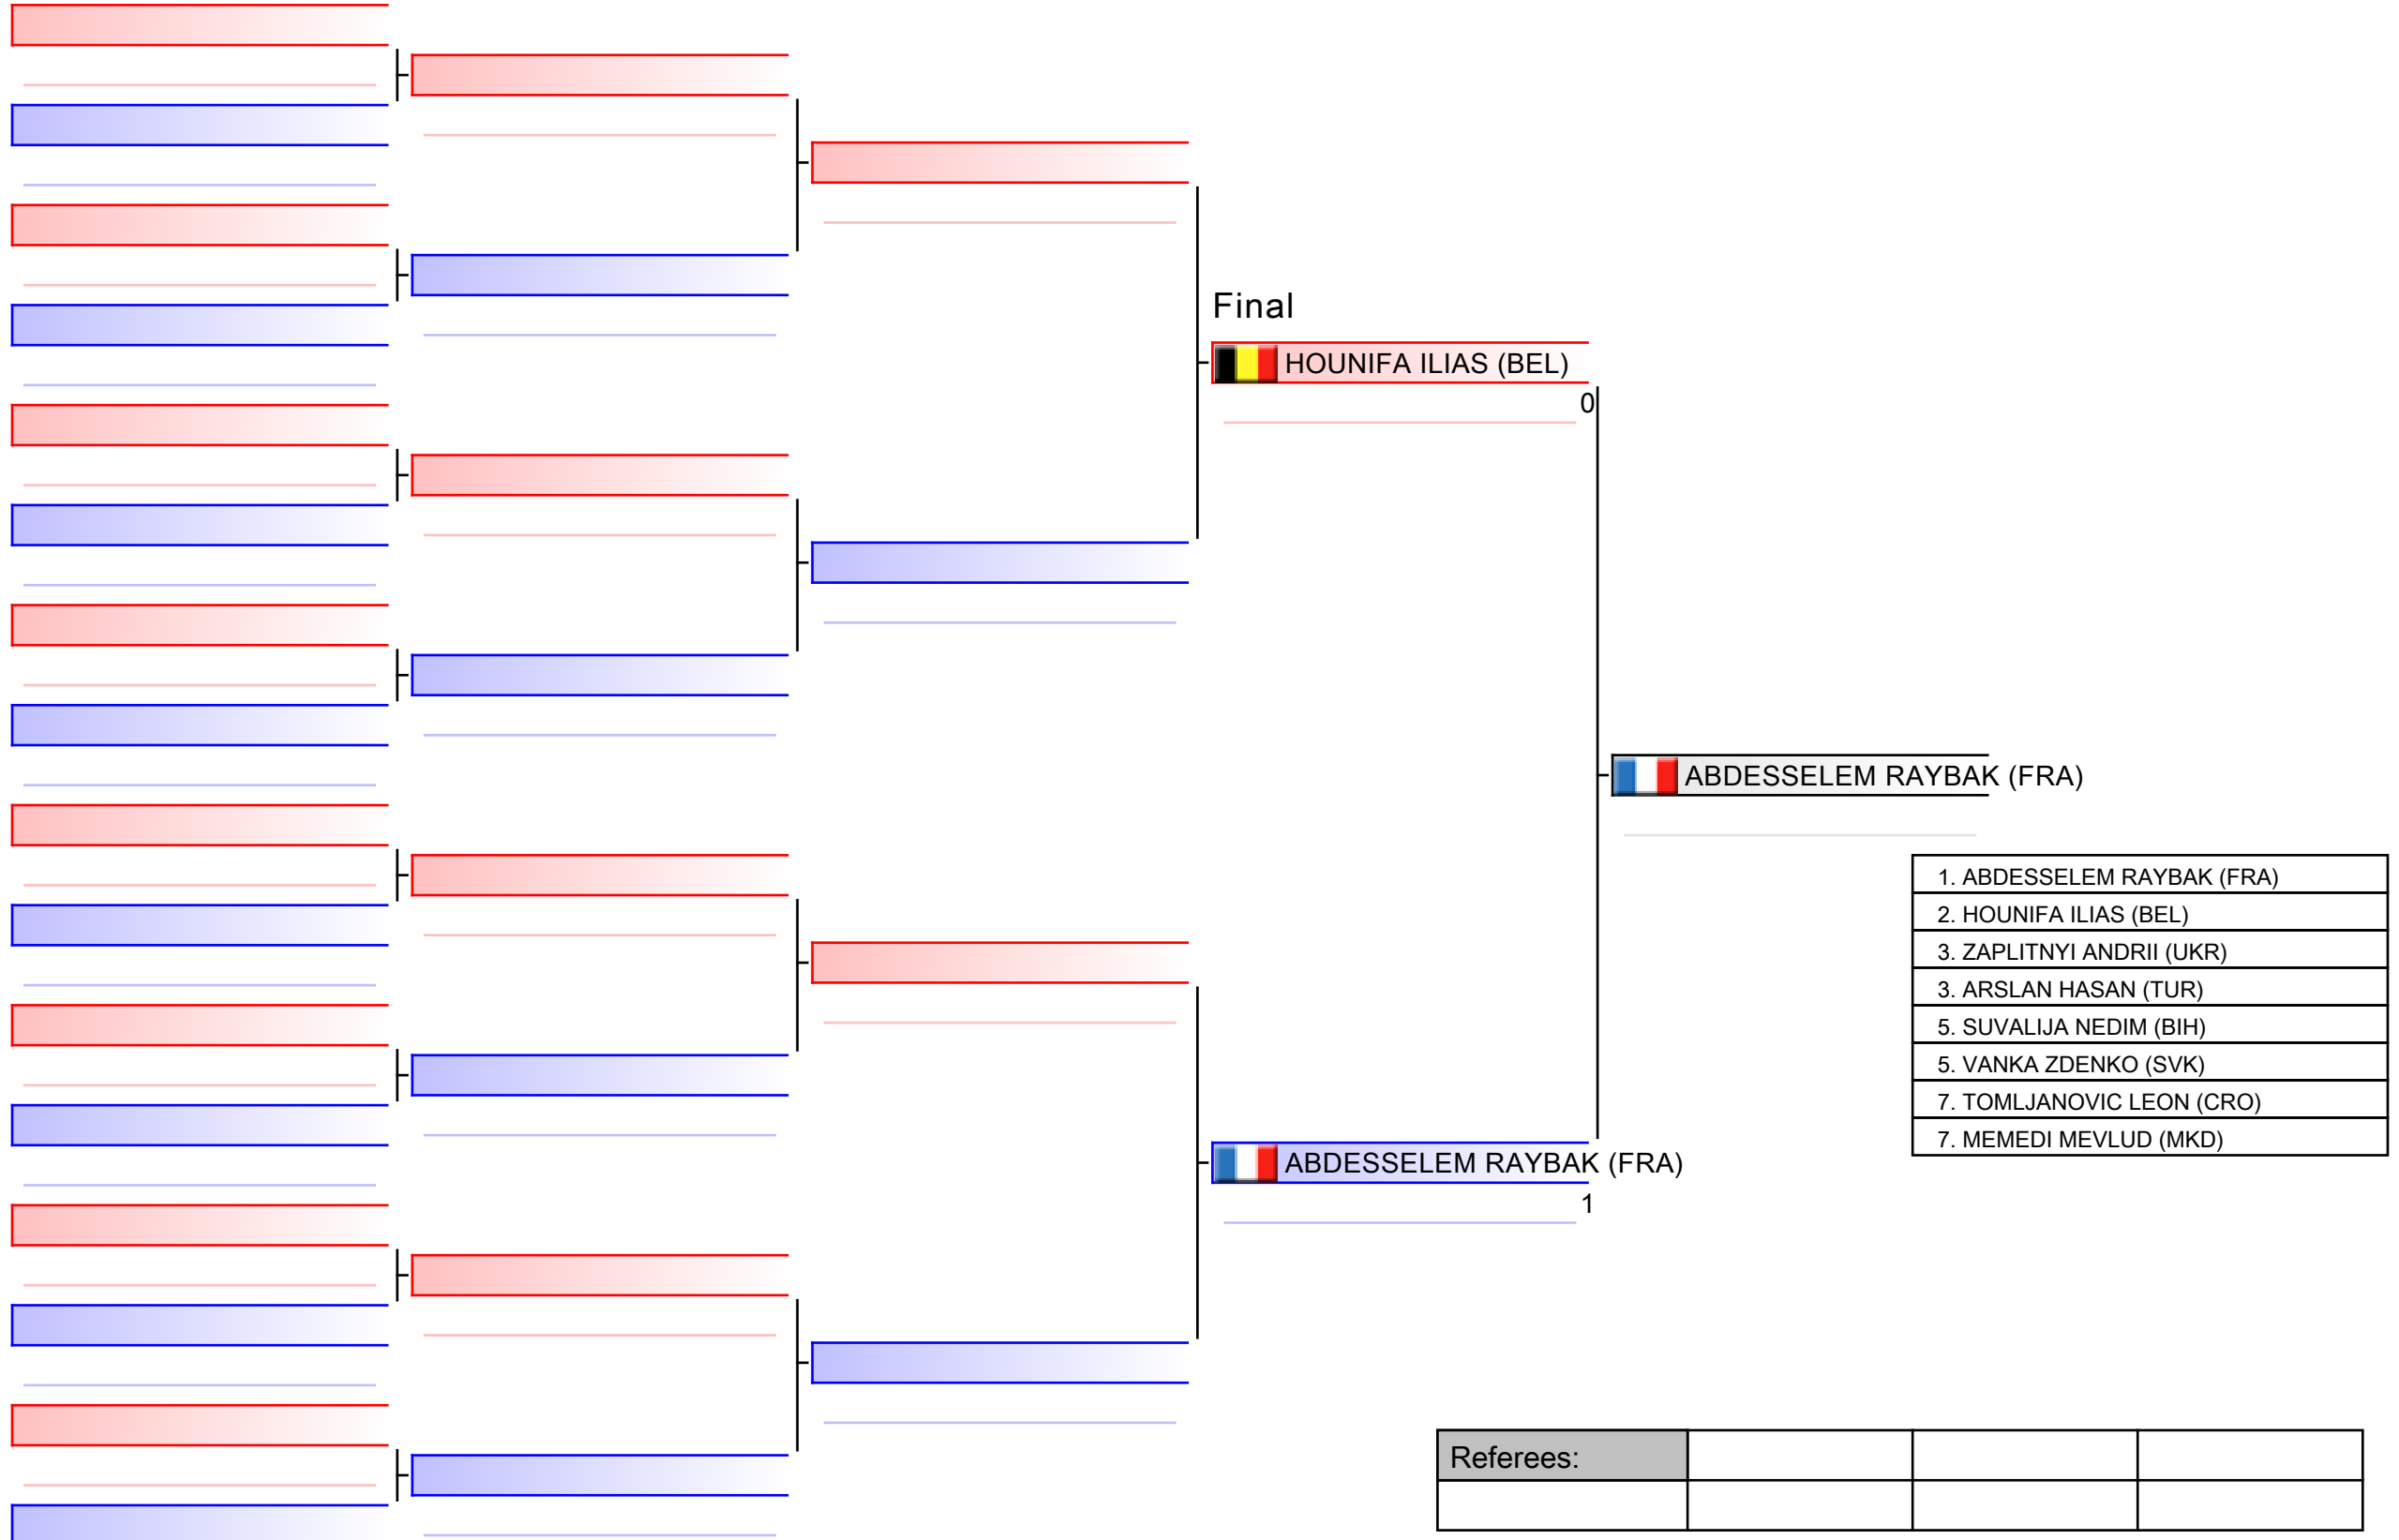 Final
HOUNIFA ILIAS (BEL)
0
ABDESSELEM RAYBAK (FRA)
1. ABDESSELEM RAYBAK (FRA)
2. HOUNIFA ILIAS (BEL)
3. ZAPLITNYI ANDRII (UKR)
3. ARSLAN HASAN (TUR)
5. SUVALIJA NEDIM (BIH)
5. VANKA ZDENKO (SVK)
7. TOMLJANOVIC LEON (CRO)
7. MEMEDI MEVLUD (MKD)
ABDESSELEM RAYBAK (FRA)
1
Referees: